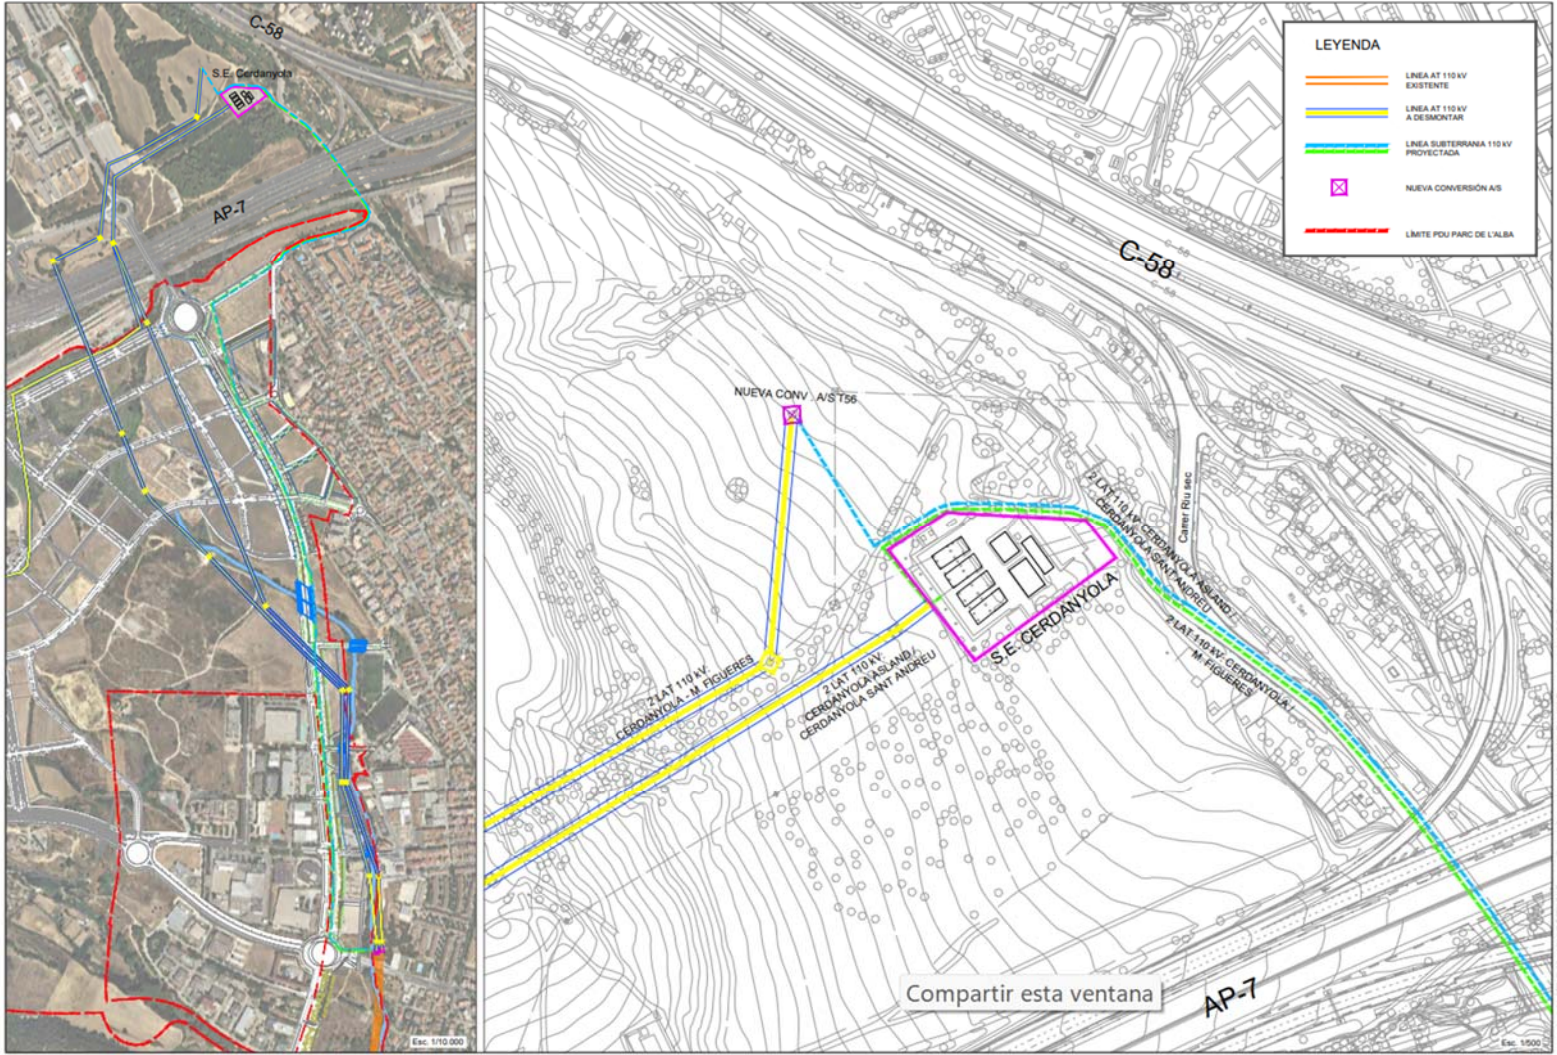 C-58
S.E. Cerdanyola
AP-7
Esc. 1/10.000
LEYENDA
LINEA AT 110 kV
EXISTENTE
LINEA AT 110 kV
A DESMONTAR
LINEA SUBTERRANIA 110 kV
PROYECTADA
NUEVA CONVERSIÓN A/S
LÍMITE PDU PARC DE L'ALBA
C-58
C-58
C-58
NUEVA CONV. A/S T56
2 LAT 110 kV: CERDANYOLA ASLAND /
CERDANYOLA SANT ANDREU
Carrer Riu sec
Riu Sec
S.E. CERDANYOLA
2 LAT 110 kV: CERDANYOLA /
M. FIGUERES
2 LAT 110 kV:
CERDANYOLA - M. FIGUERES
2 LAT 110 kV:
CERDANYOLA ASLAND /
CERDANYOLA SANT ANDREU
Compartir esta ventana
AP-7
Esc. 1/500